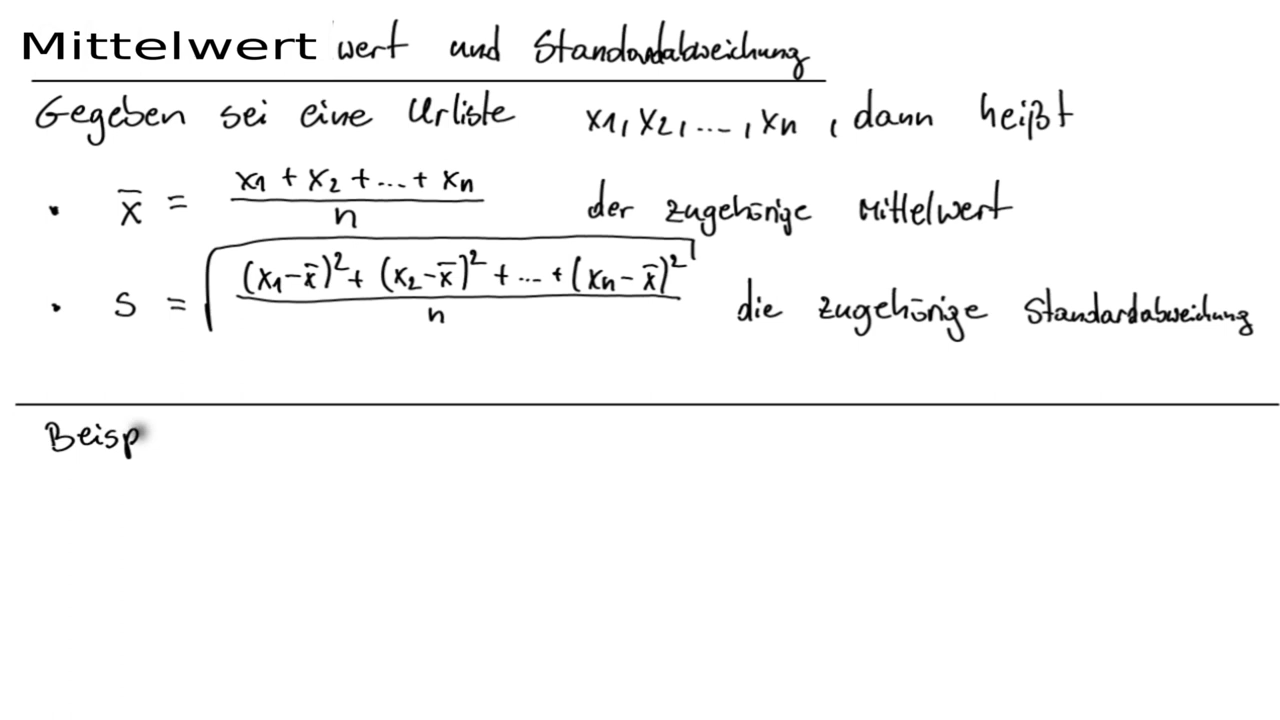 Mittelwert wert und Standardabweichung
Gegeben sei eine Urliste x1, x2, ..., xn, dann heißt
• x̄ = (x1 + x2 + ... + xn) / n der zugehörige Mittelwert
• s = √(((x1-x̄)² + (x2-x̄)² + ... + (xn-x̄)²) / n) die zugehörige Standardabweichung
Beisp